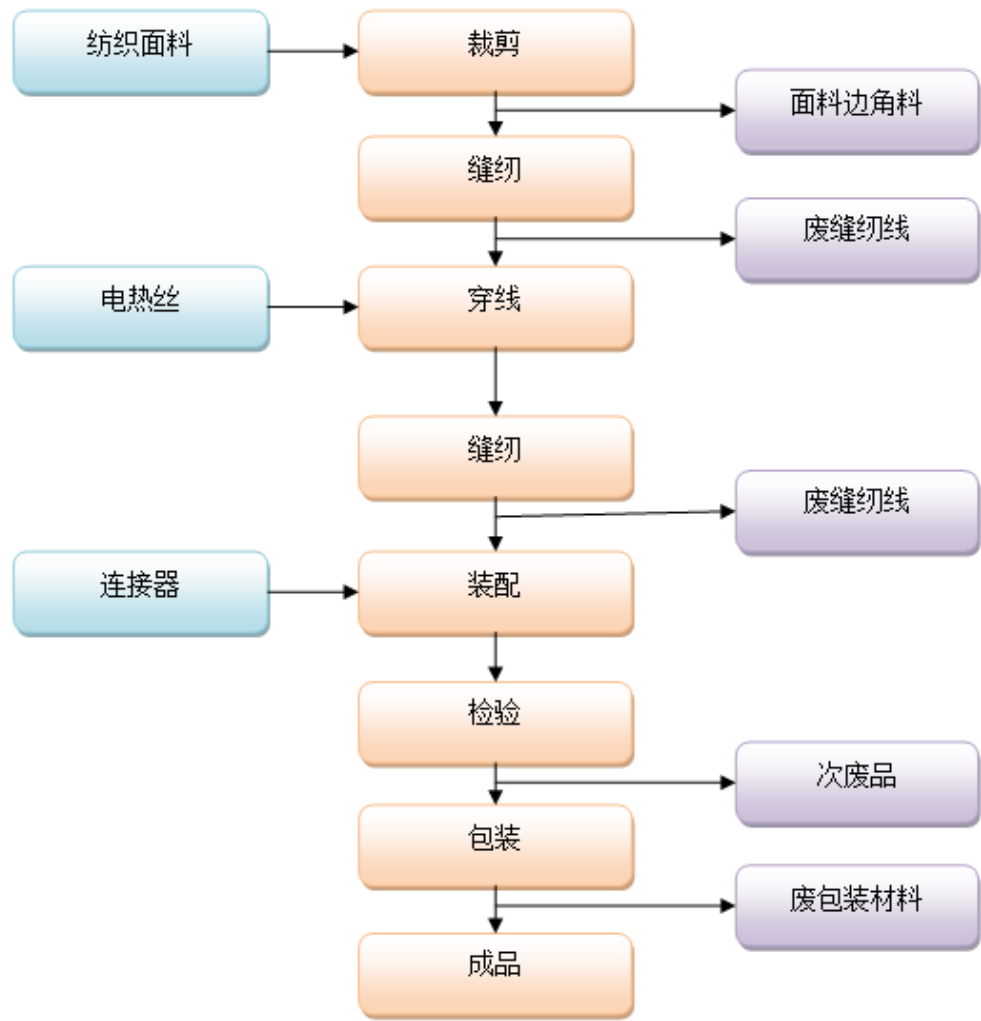 纺织面料
裁剪
面料边角料
缝纫
废缝纫线
电热丝
穿线
缝纫
废缝纫线
连接器
装配
检验
次废品
包装
废包装材料
成品